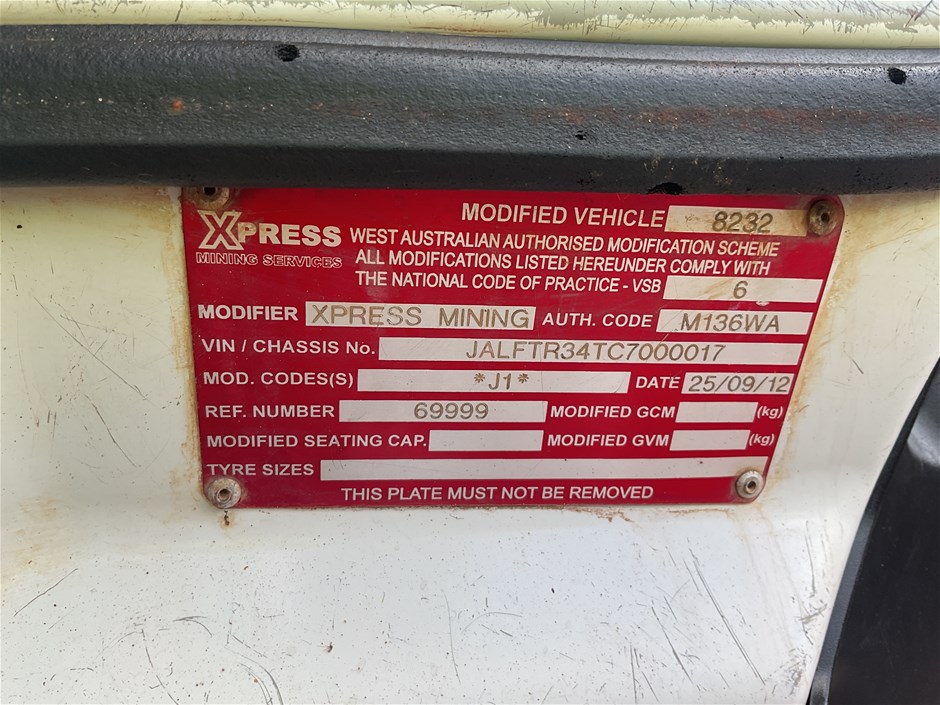 XPRESS
MINING SERVICES
MODIFIED VEHICLE 8232
WEST AUSTRALIAN AUTHORISED MODIFICATION SCHEME
ALL MODIFICATIONS LISTED HEREUNDER COMPLY WITH
THE NATIONAL CODE OF PRACTICE - VSB 6
MODIFIER XPRESS MINING AUTH. CODE M136WA
VIN / CHASSIS No. JALFTR34TC7000017
MOD. CODES(S) *J1* DATE 25/09/12
REF. NUMBER 69999 MODIFIED GCM (kg)
MODIFIED SEATING CAP. MODIFIED GVM (kg)
TYRE SIZES
THIS PLATE MUST NOT BE REMOVED